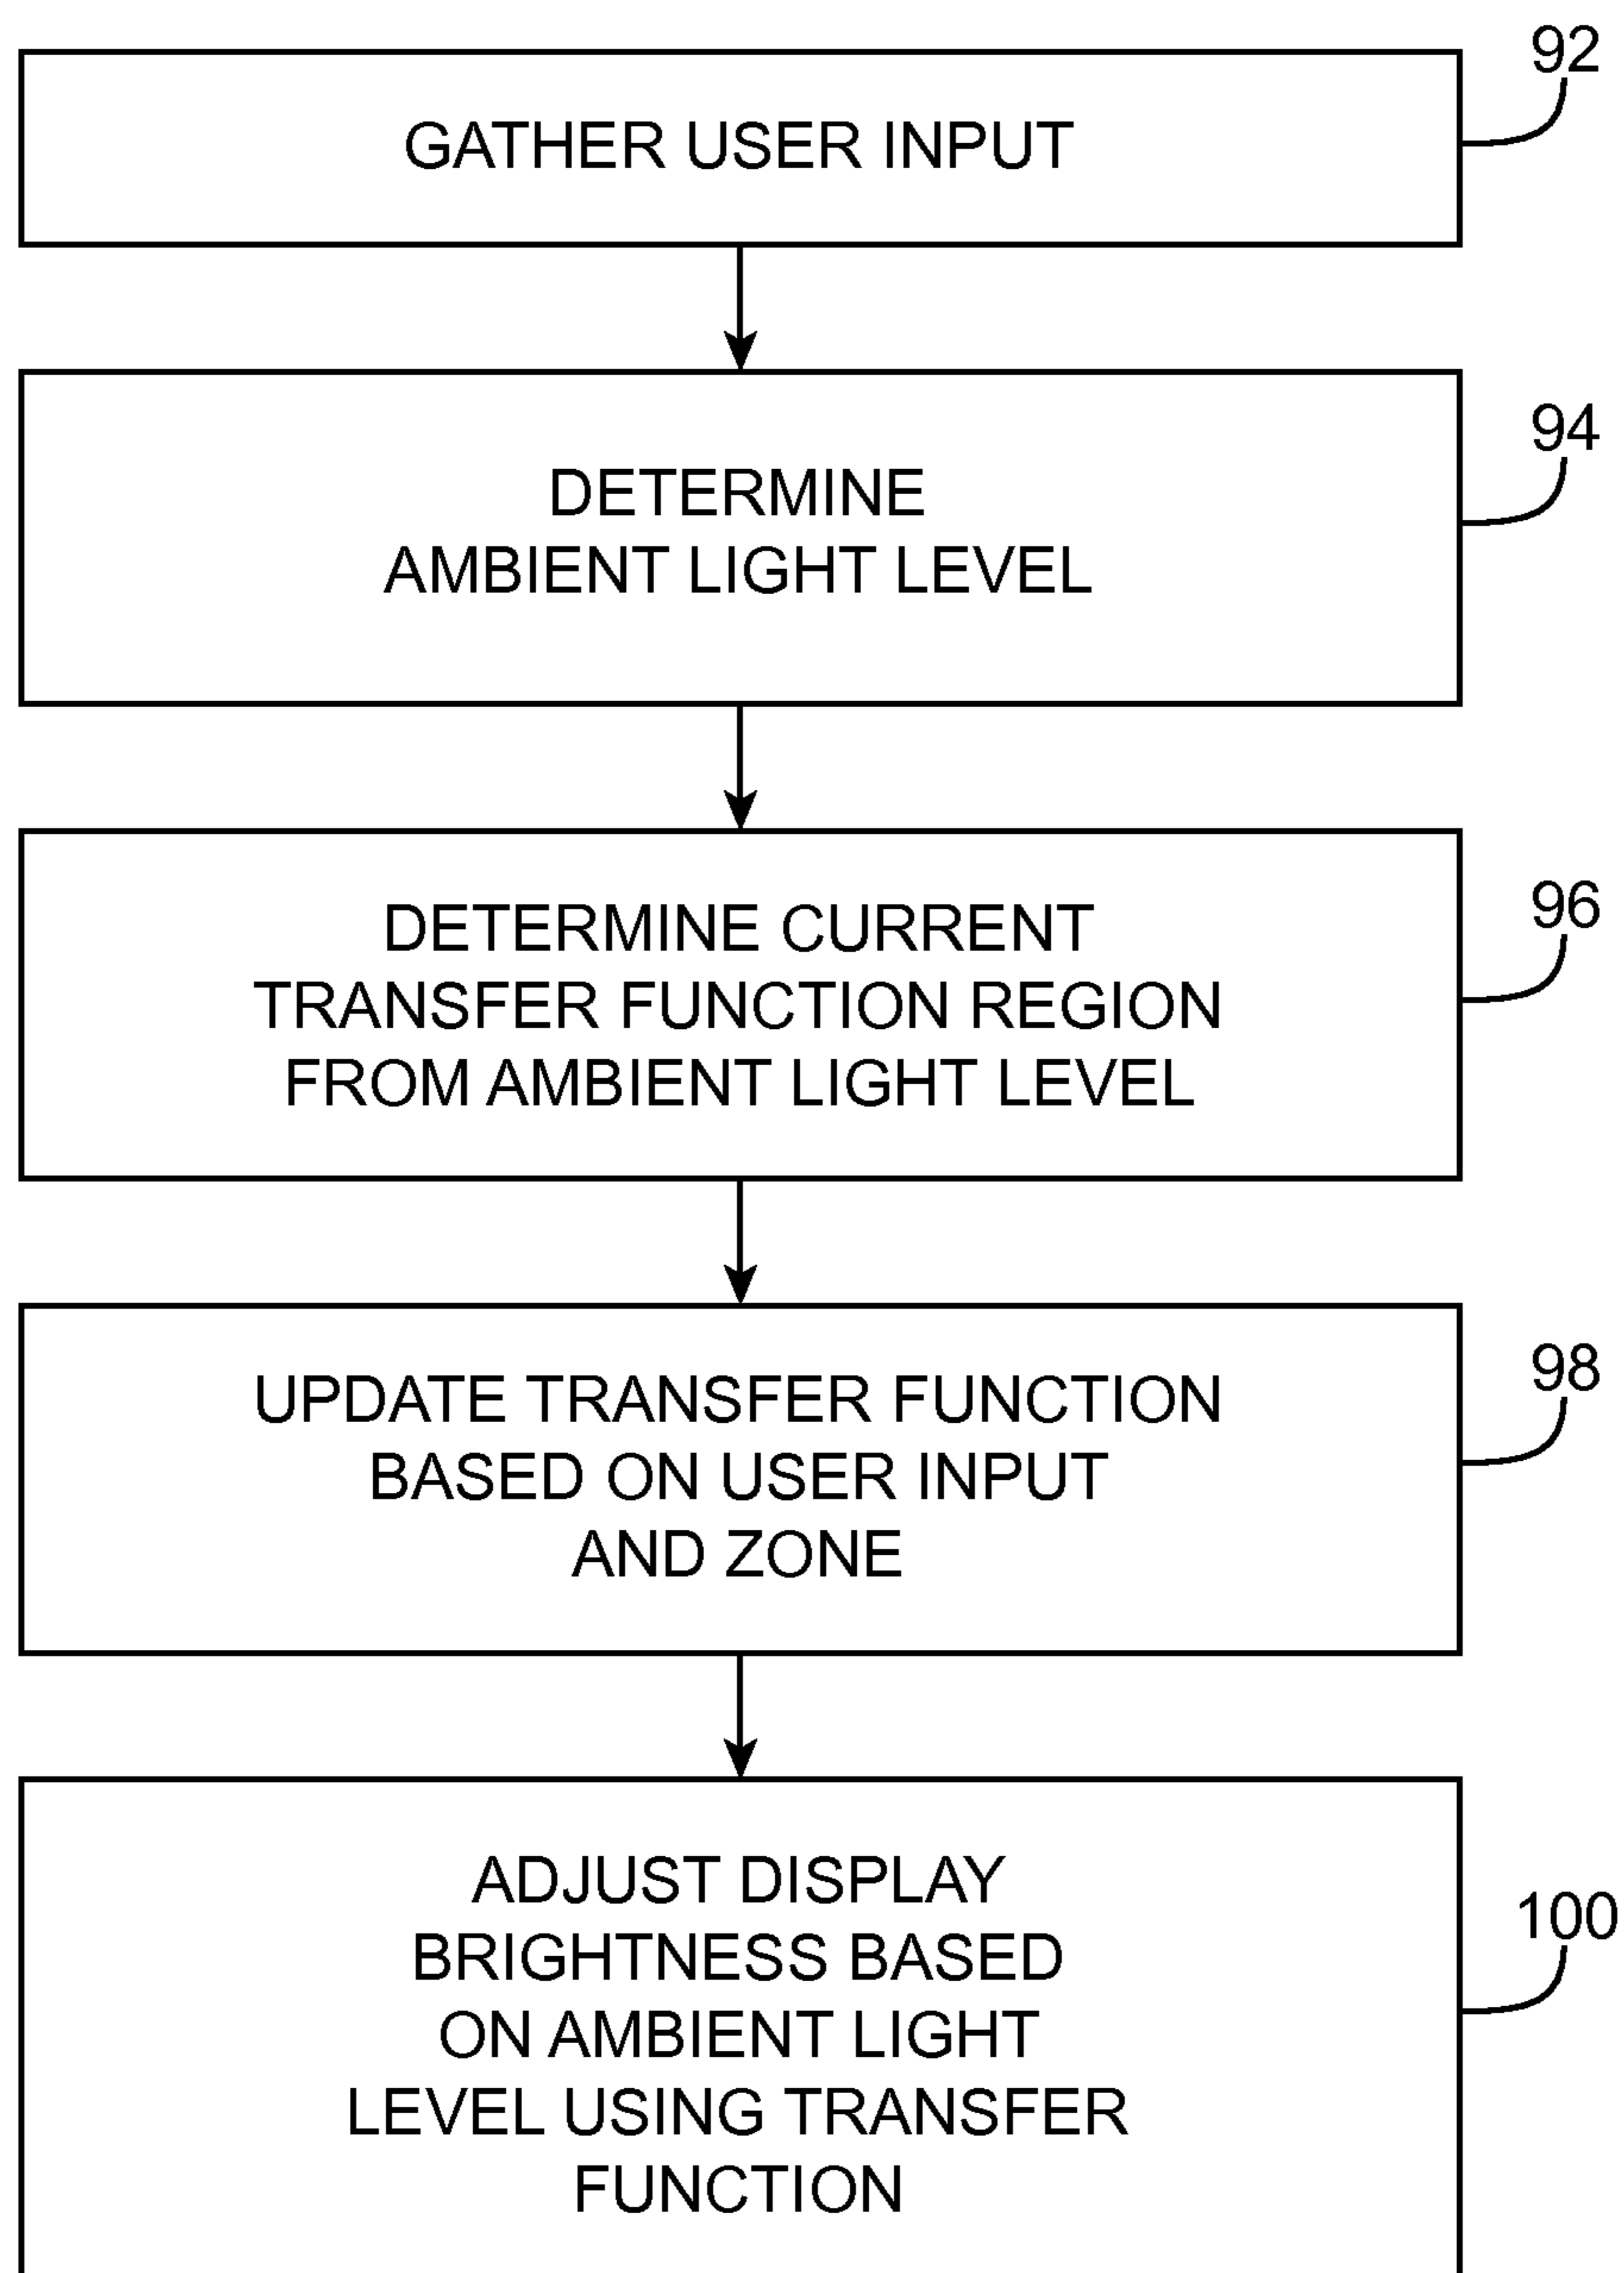 92
GATHER USER INPUT
94
DETERMINE
AMBIENT LIGHT LEVEL
96
DETERMINE CURRENT
TRANSFER FUNCTION REGION
FROM AMBIENT LIGHT LEVEL
98
UPDATE TRANSFER FUNCTION
BASED ON USER INPUT
AND ZONE
100
ADJUST DISPLAY
BRIGHTNESS BASED
ON AMBIENT LIGHT
LEVEL USING TRANSFER
FUNCTION